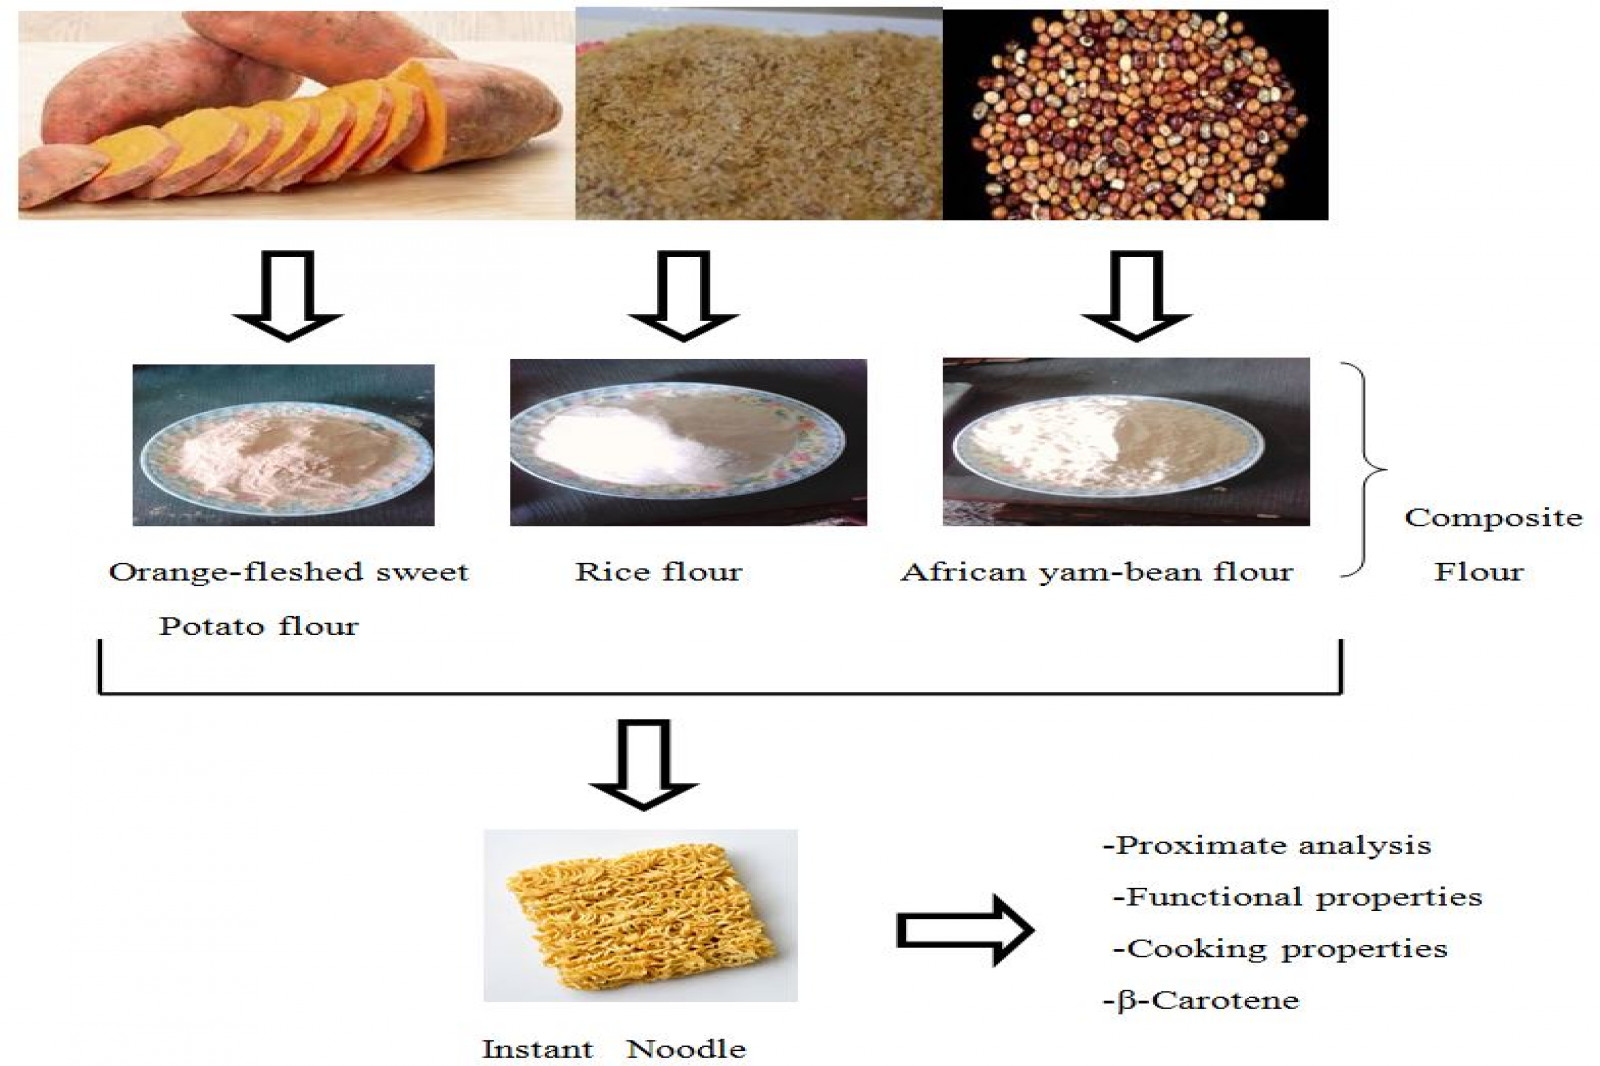 Orange-fleshed sweet
Potato flour
Rice flour
African yam-bean flour
Composite
Flour
-Proximate analysis
-Functional properties
-Cooking properties
-β-Carotene
Instant Noodle